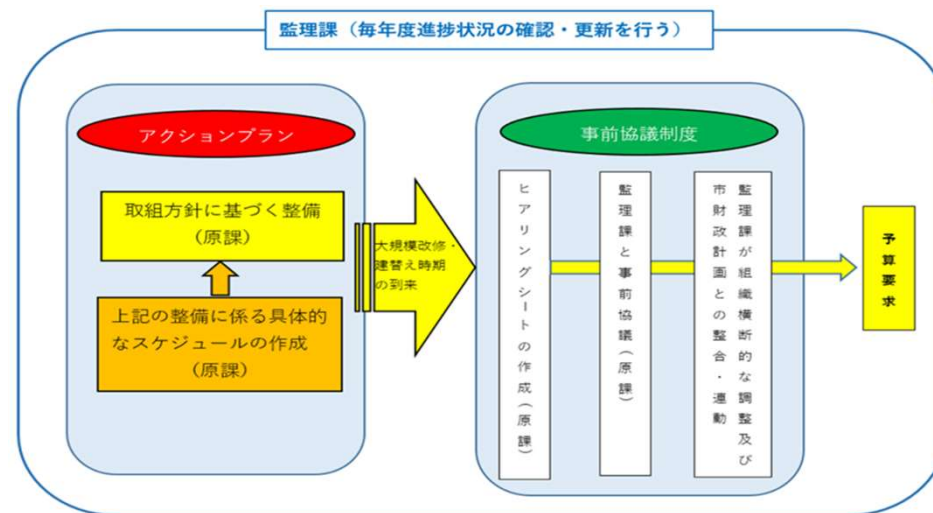 監理課（毎年度進捗状況の確認・更新を行う）
アクションプラン
取組方針に基づく整備
（原課）
上記の整備に係る具体的
なスケジュールの作成
（原課）
大規模改修・
建替え時期
の到来
事前協議制度
ヒアリングシートの作成（原課）
監理課と事前協議（原課）
監理課が組織横断的な調整及び
市財政計画との整合・連動
予算要求